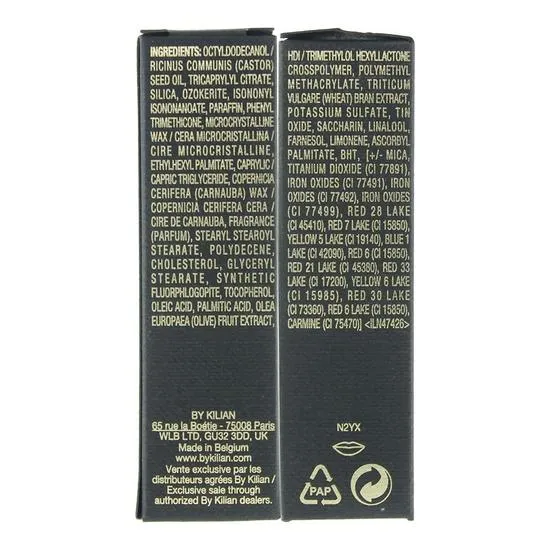 INGREDIENTS: OCTYLDODECANOL /
RICINUS COMMUNIS (CASTOR)
SEED OIL, TRICAPRYLYL CITRATE,
SILICA, OZOKERITE, ISONONYL
ISONONANOATE, PARAFFIN, PHENYL
TRIMETHICONE, MICROCRYSTALLINE
WAX / CERA MICROCRISTALLINA /
CIRE MICROCRISTALLINE,
ETHYLHEXYL PALMITATE, CAPRYLIC /
CAPRIC TRIGLYCERIDE, COPERNICIA
CERIFERA (CARNAUBA) WAX /
COPERNICIA CERIFERA CERA /
CIRE DE CARNAUBA, FRAGRANCE
(PARFUM), STEARYL STEAROYL
STEARATE, POLYDECENE,
CHOLESTEROL, GLYCERYL
STEARATE, SYNTHETIC
FLUORPHLOGOPITE, TOCOPHEROL,
OLEIC ACID, PALMITIC ACID, OLEA
EUROPAEA (OLIVE) FRUIT EXTRACT,
BY KILIAN
65 rue la Boétie - 75008 Paris
WLB LTD, GU32 3DD, UK
Made in Belgium
www.bykilian.com
Vente exclusive par les
distributeurs agrées By Kilian /
Exclusive sale through
authorized By Kilian dealers.
HDI / TRIMETHYLOL HEXYLLACTONE
CROSSPOLYMER, POLYMETHYL
METHACRYLATE, TRITICUM
VULGARE (WHEAT) BRAN EXTRACT,
POTASSIUM SULFATE, TIN
OXIDE, SACCHARIN, LINALOOL,
FARNESOL, LIMONENE, ASCORBYL
PALMITATE, BHT, [+/- MICA,
TITANIUM DIOXIDE (CI 77891),
IRON OXIDES (CI 77491), IRON
OXIDES (CI 77492), IRON OXIDES
(CI 77499), RED 28 LAKE
(CI 45410), RED 7 LAKE (CI 15850),
YELLOW 5 LAKE (CI 19140), BLUE 1
LAKE (CI 42090), RED 6 (CI 15850),
RED 21 LAKE (CI 45380), RED 33
LAKE (CI 17200), YELLOW 6 LAKE
(CI 15985), RED 30 LAKE
(CI 73360), RED 6 LAKE (CI 15850),
CARMINE (CI 75470)] <ILN47426>
N2YX
PAP